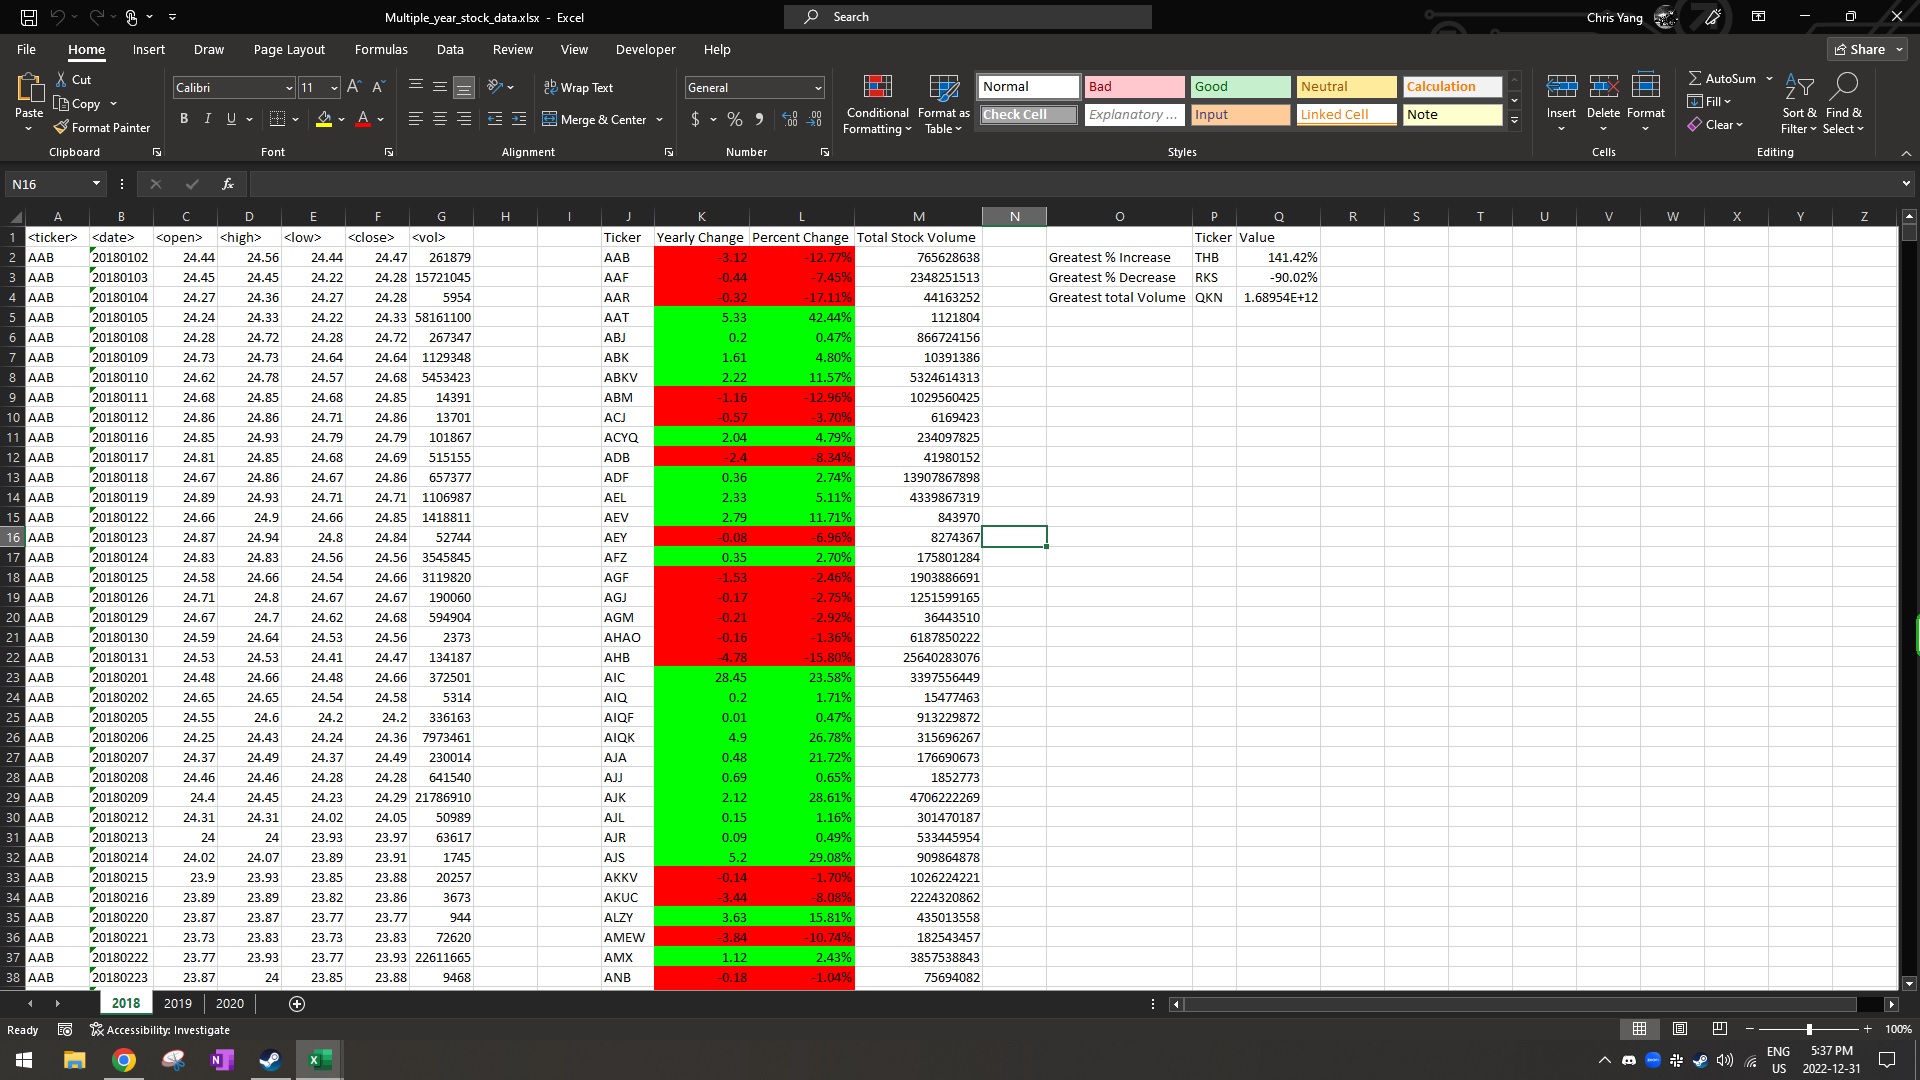 Multiple_year_stock_data.xlsx - Excel
Search
Chris Yang
File Home Insert Draw Page Layout Formulas Data Review View Developer Help
Share
Paste
Cut
Copy
Format Painter
Clipboard
Calibri 11
B I U
Font
Wrap Text
Merge & Center
Alignment
General
$ % ,
Number
Conditional Formatting
Format as Table
Normal Bad Good Neutral Calculation
Check Cell Explanatory ... Input Linked Cell Note
Styles
Insert Delete Format
Cells
AutoSum
Fill
Clear
Sort & Filter
Find & Select
Editing
N16
fx
A B C D E F G H I J K L M N O P Q R S T U V W X Y Z
1 <ticker> <date> <open> <high> <low> <close> <vol> Ticker Yearly Change Percent Change Total Stock Volume Ticker Value
2 AAB 20180102 24.44 24.56 24.44 24.47 261879 AAB -3.12 -12.77% 765628638 Greatest % Increase THB 141.42%
3 AAB 20180103 24.45 24.45 24.22 24.28 15721045 AAF -0.44 -7.45% 2348251513 Greatest % Decrease RKS -90.02%
4 AAB 20180104 24.27 24.36 24.27 24.28 5954 AAR -0.32 -17.11% 44163252 Greatest total Volume QKN 1.68954E+12
5 AAB 20180105 24.24 24.33 24.22 24.33 58161100 AAT 5.33 42.44% 1121804
6 AAB 20180108 24.28 24.72 24.28 24.72 267347 ABJ 0.2 0.47% 866724156
7 AAB 20180109 24.73 24.73 24.64 24.64 1129348 ABK 1.61 4.80% 10391386
8 AAB 20180110 24.62 24.78 24.57 24.68 5453423 ABKV 2.22 11.57% 5324614313
9 AAB 20180111 24.68 24.85 24.68 24.85 14391 ABM -1.16 -12.96% 1029560425
10 AAB 20180112 24.86 24.86 24.71 24.86 13701 ACJ -0.57 -3.70% 6169423
11 AAB 20180116 24.85 24.93 24.79 24.79 101867 ACYQ 2.04 4.79% 234097825
12 AAB 20180117 24.81 24.85 24.68 24.69 515155 ADB -2.4 -8.34% 41980152
13 AAB 20180118 24.67 24.86 24.67 24.86 657377 ADF 0.36 2.74% 13907867898
14 AAB 20180119 24.89 24.93 24.71 24.71 1106987 AEL 2.33 5.11% 4339867319
15 AAB 20180122 24.66 24.9 24.66 24.85 1418811 AEV 2.79 11.71% 843970
16 AAB 20180123 24.87 24.94 24.8 24.84 52744 AEY -0.08 -6.96% 8274367
17 AAB 20180124 24.83 24.83 24.56 24.56 3545845 AFZ 0.35 2.70% 175801284
18 AAB 20180125 24.58 24.66 24.54 24.66 3119820 AGF -1.53 -2.46% 1903886691
19 AAB 20180126 24.71 24.8 24.67 24.67 190060 AGJ -0.17 -2.75% 1251599165
20 AAB 20180129 24.67 24.7 24.62 24.68 594904 AGM -0.21 -2.92% 36443510
21 AAB 20180130 24.59 24.64 24.53 24.56 2373 AHAO -0.16 -1.36% 6187850222
22 AAB 20180131 24.53 24.53 24.41 24.47 134187 AHB -4.78 -15.80% 25640283076
23 AAB 20180201 24.48 24.66 24.48 24.66 372501 AIC 28.45 23.58% 3397556449
24 AAB 20180202 24.65 24.65 24.54 24.58 5314 AIQ 0.2 1.71% 15477463
25 AAB 20180205 24.55 24.6 24.2 24.2 336163 AIQF 0.01 0.47% 913229872
26 AAB 20180206 24.25 24.43 24.24 24.36 7973461 AIQK 4.9 26.78% 315696267
27 AAB 20180207 24.37 24.49 24.37 24.49 230014 AJA 0.48 21.72% 176690673
28 AAB 20180208 24.46 24.46 24.28 24.28 641540 AJJ 0.69 0.65% 1852773
29 AAB 20180209 24.4 24.45 24.23 24.29 21786910 AJK 2.12 28.61% 4706222269
30 AAB 20180212 24.31 24.31 24.02 24.05 50989 AJL 0.15 1.16% 301470187
31 AAB 20180213 24 24 23.93 23.97 63617 AJR 0.09 0.49% 533445954
32 AAB 20180214 24.02 24.07 23.89 23.91 1745 AJS 5.2 29.08% 909864878
33 AAB 20180215 23.9 23.93 23.85 23.88 20257 AKKV -0.14 -1.70% 1026224221
34 AAB 20180216 23.89 23.89 23.82 23.86 3673 AKUC -3.44 -8.08% 2224320862
35 AAB 20180220 23.87 23.87 23.77 23.77 944 ALZY 3.63 15.81% 435013558
36 AAB 20180221 23.73 23.83 23.73 23.83 72620 AMEW -3.84 -10.74% 182543457
37 AAB 20180222 23.77 23.93 23.77 23.93 22611665 AMX 1.12 2.43% 3857538843
38 AAB 20180223 23.87 24 23.85 23.88 9468 ANB -0.18 -1.04% 75694082
2018 2019 2020
Ready Accessibility: Investigate 100%
ENG US
5:37 PM
2022-12-31